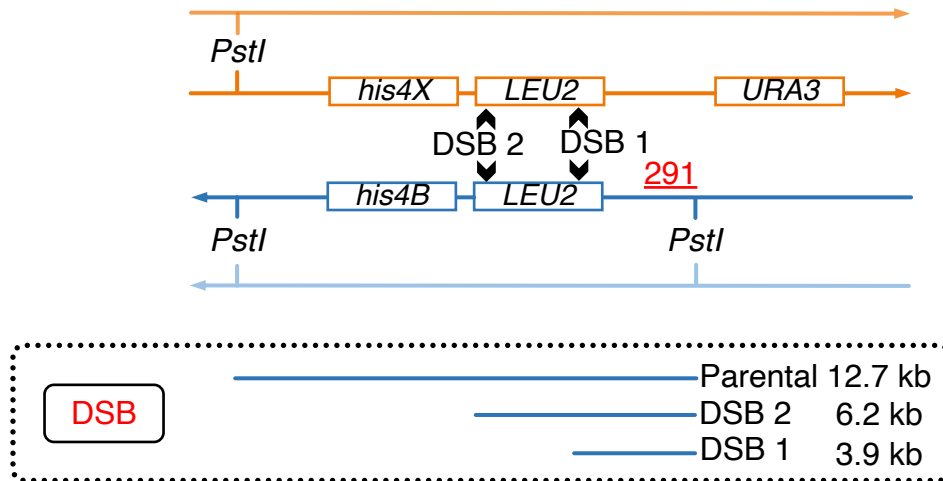 PstI
his4X LEU2 URA3
DSB 2 DSB 1
291
his4B LEU2
PstI PstI
Parental 12.7 kb
DSB DSB 2 6.2 kb
DSB 1 3.9 kb